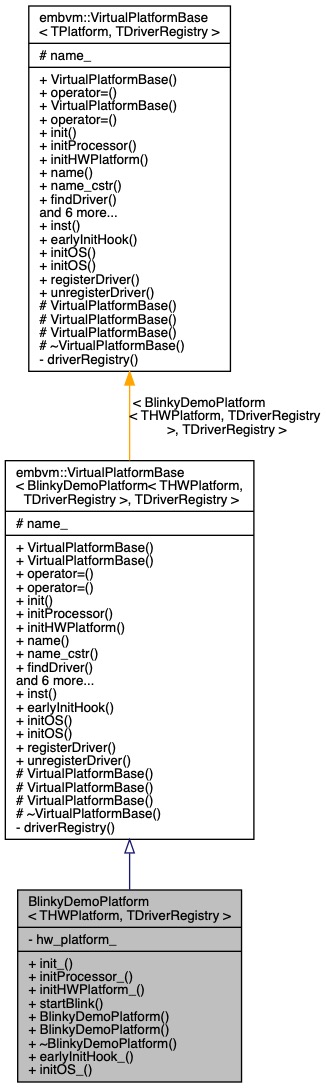 embvm::VirtualPlatformBase
< TPlatform, TDriverRegistry >
# name_
+ VirtualPlatformBase()
+ operator=()
+ VirtualPlatformBase()
+ operator=()
+ init()
+ initProcessor()
+ initHWPlatform()
+ name()
+ name_cstr()
+ findDriver()
and 6 more...
+ inst()
+ earlyInitHook()
+ initOS()
+ initOS()
+ registerDriver()
+ unregisterDriver()
# VirtualPlatformBase()
# VirtualPlatformBase()
# VirtualPlatformBase()
# ~VirtualPlatformBase()
- driverRegistry()
< BlinkyDemoPlatform
< THWPlatform, TDriverRegistry
>, TDriverRegistry >
embvm::VirtualPlatformBase
< BlinkyDemoPlatform< THWPlatform,
TDriverRegistry >, TDriverRegistry >
# name_
+ VirtualPlatformBase()
+ VirtualPlatformBase()
+ operator=()
+ operator=()
+ init()
+ initProcessor()
+ initHWPlatform()
+ name()
+ name_cstr()
+ findDriver()
and 6 more...
+ inst()
+ earlyInitHook()
+ initOS()
+ initOS()
+ registerDriver()
+ unregisterDriver()
# VirtualPlatformBase()
# VirtualPlatformBase()
# VirtualPlatformBase()
# ~VirtualPlatformBase()
- driverRegistry()
BlinkyDemoPlatform
< THWPlatform, TDriverRegistry >
- hw_platform_
+ init_()
+ initProcessor_()
+ initHWPlatform_()
+ startBlink()
+ BlinkyDemoPlatform()
+ BlinkyDemoPlatform()
+ ~BlinkyDemoPlatform()
+ earlyInitHook_()
+ initOS_()